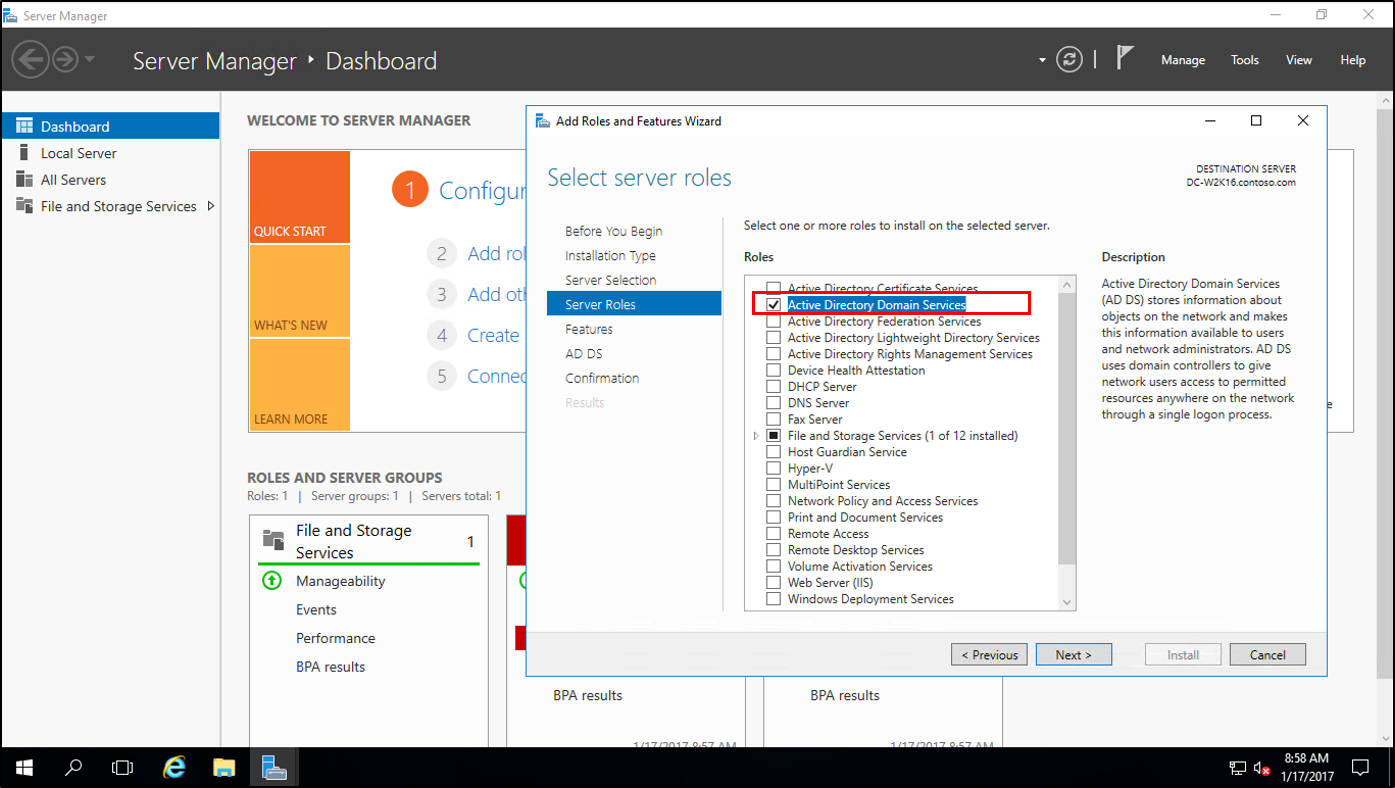 Server Manager
Server Manager
Dashboard
Manage
Tools
View
Help
Dashboard
Local Server
All Servers
File and Storage Services
WELCOME TO SERVER MANAGER
QUICK START
WHAT'S NEW
LEARN MORE
1
2 Add
3 Add
4 Create
5
ROLES AND SERVER GROUPS
Roles: 1 | Server groups: 1 | Servers total: 1
File and Storage
Services
1
Manageability
Events
Performance
BPA results
BPA results
1/17/2017 8:57 AM
BPA results
1/17/2017 8:57 AM
Add Roles and Features Wizard
Select server roles
DESTINATION SERVER
DC-W2K16.contoso.com
Before You Begin
Installation Type
Server Selection
Server Roles
Features
AD DS
Confirmation
Results
Select one or more roles to install on the selected server.
Roles
Active Directory Certificate Services
Active Directory Domain Services
Active Directory Federation Services
Active Directory Lightweight Directory Services
Active Directory Rights Management Services
Device Health Attestation
DHCP Server
DNS Server
Fax Server
File and Storage Services (1 of 12 installed)
Host Guardian Service
Hyper-V
MultiPoint Services
Network Policy and Access Services
Print and Document Services
Remote Access
Remote Desktop Services
Volume Activation Services
Web Server (IIS)
Windows Deployment Services
Description
Active Directory Domain Services
(AD DS) stores information about
objects on the network and makes
this information available to users
and network administrators. AD DS
uses domain controllers to give
network users access to permitted
resources anywhere on the network
through a single logon process.
< Previous
Next >
Install
Cancel
8:58 AM
1/17/2017